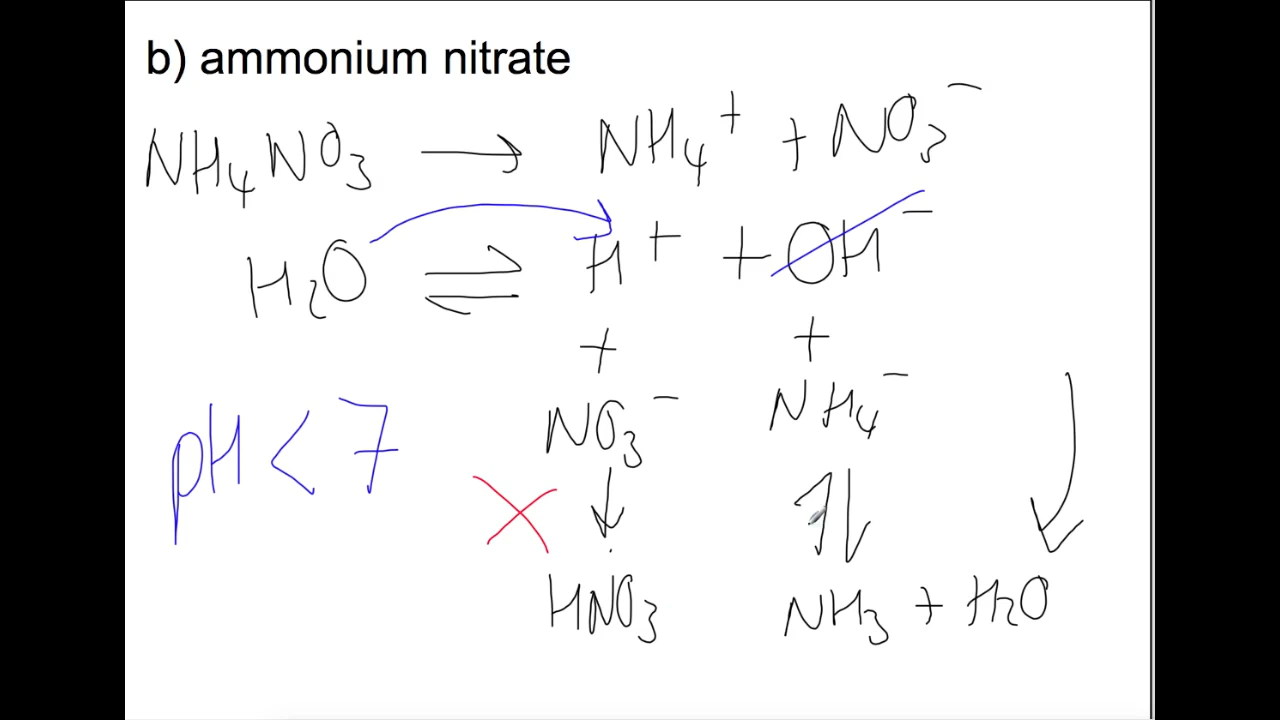 b) ammonium nitrate
NH₄NO₃ → NH₄⁺ + NO₃⁻
H₂O ⇌ H⁺ + OH⁻
+ +
NO₃⁻ NH₄⁻
pH < 7
↓ ⇅
HNO₃ NH₃ + H₂O